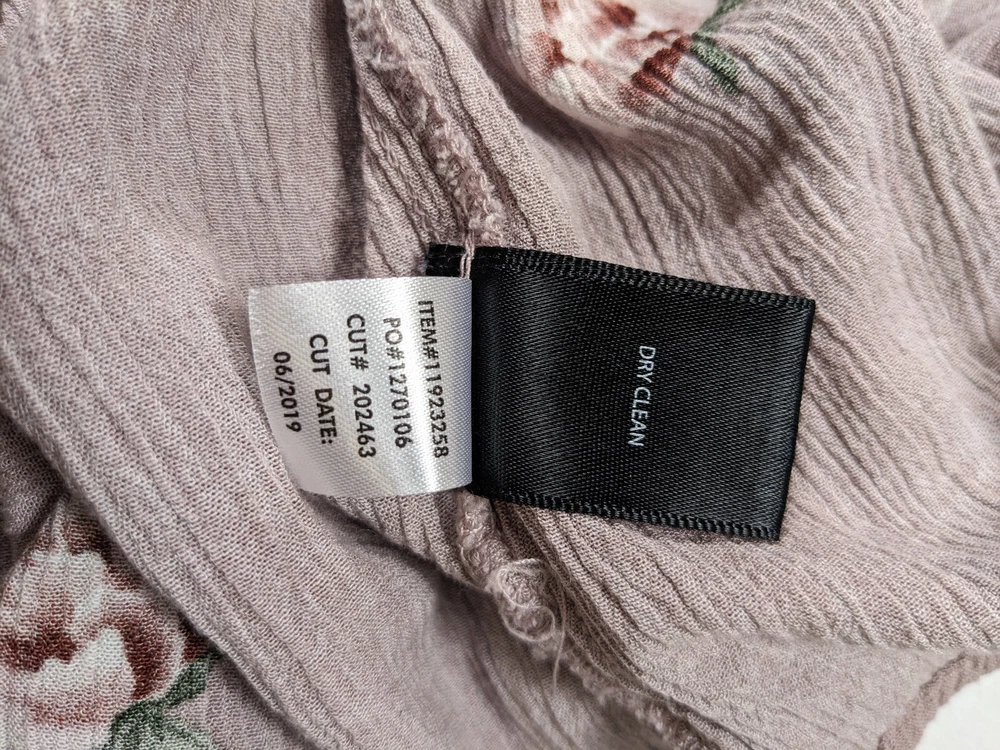 ITEM#11923258
PO#1270106
CUT# 202463
CUT DATE:
06/2019
DRY CLEAN